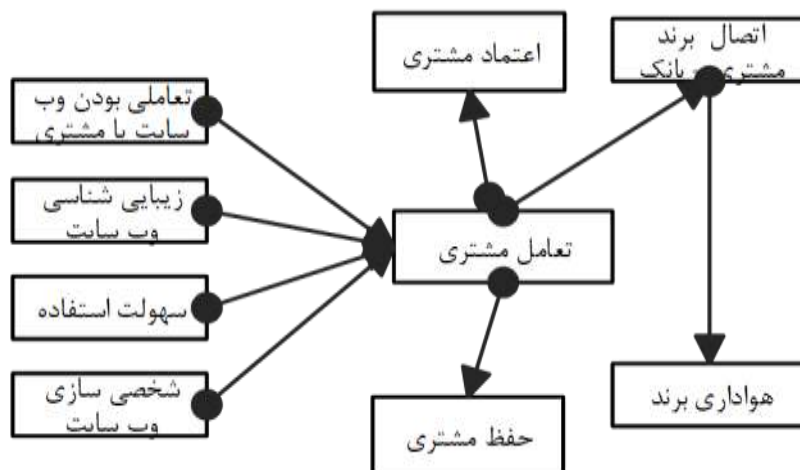 اتصال برند
مشتری - بانک
اعتماد مشتری
تعاملی بودن وب
سایت با مشتری
زیبایی شناسی
وب سایت
تعامل مشتری
سهولت استفاده
شخصی سازی
وب سایت
هواداری برند
حفظ مشتری